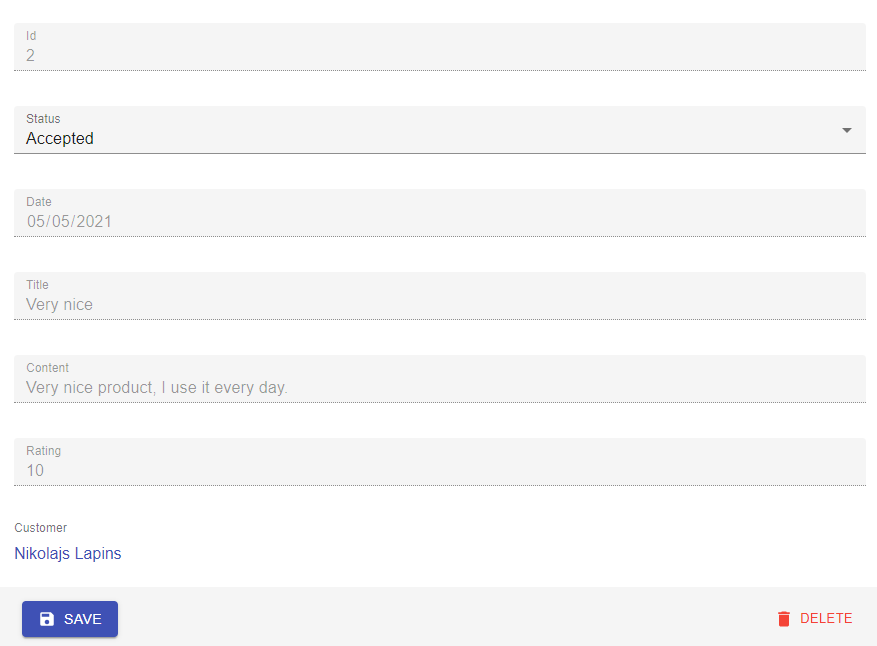 Id
2
Status
Accepted
Date
05/05/2021
Title
Very nice
Content
Very nice product, I use it every day.
Rating
10
Customer
Nikolajs Lapins
SAVE
DELETE